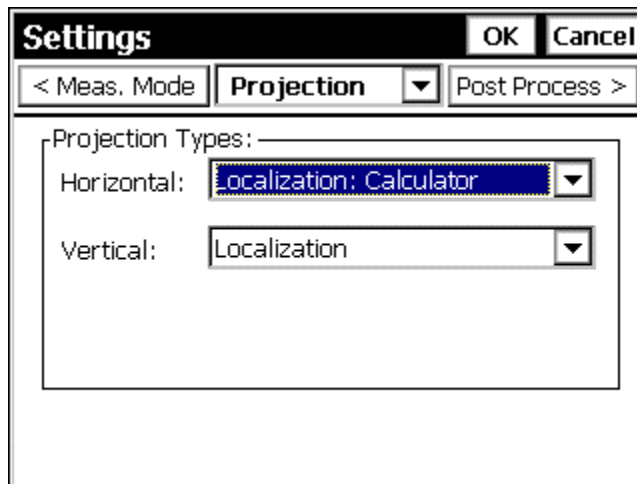 Settings OK Cancel
< Meas. Mode Projection Post Process >
Projection Types:
Horizontal: Localization: Calculator
Vertical: Localization